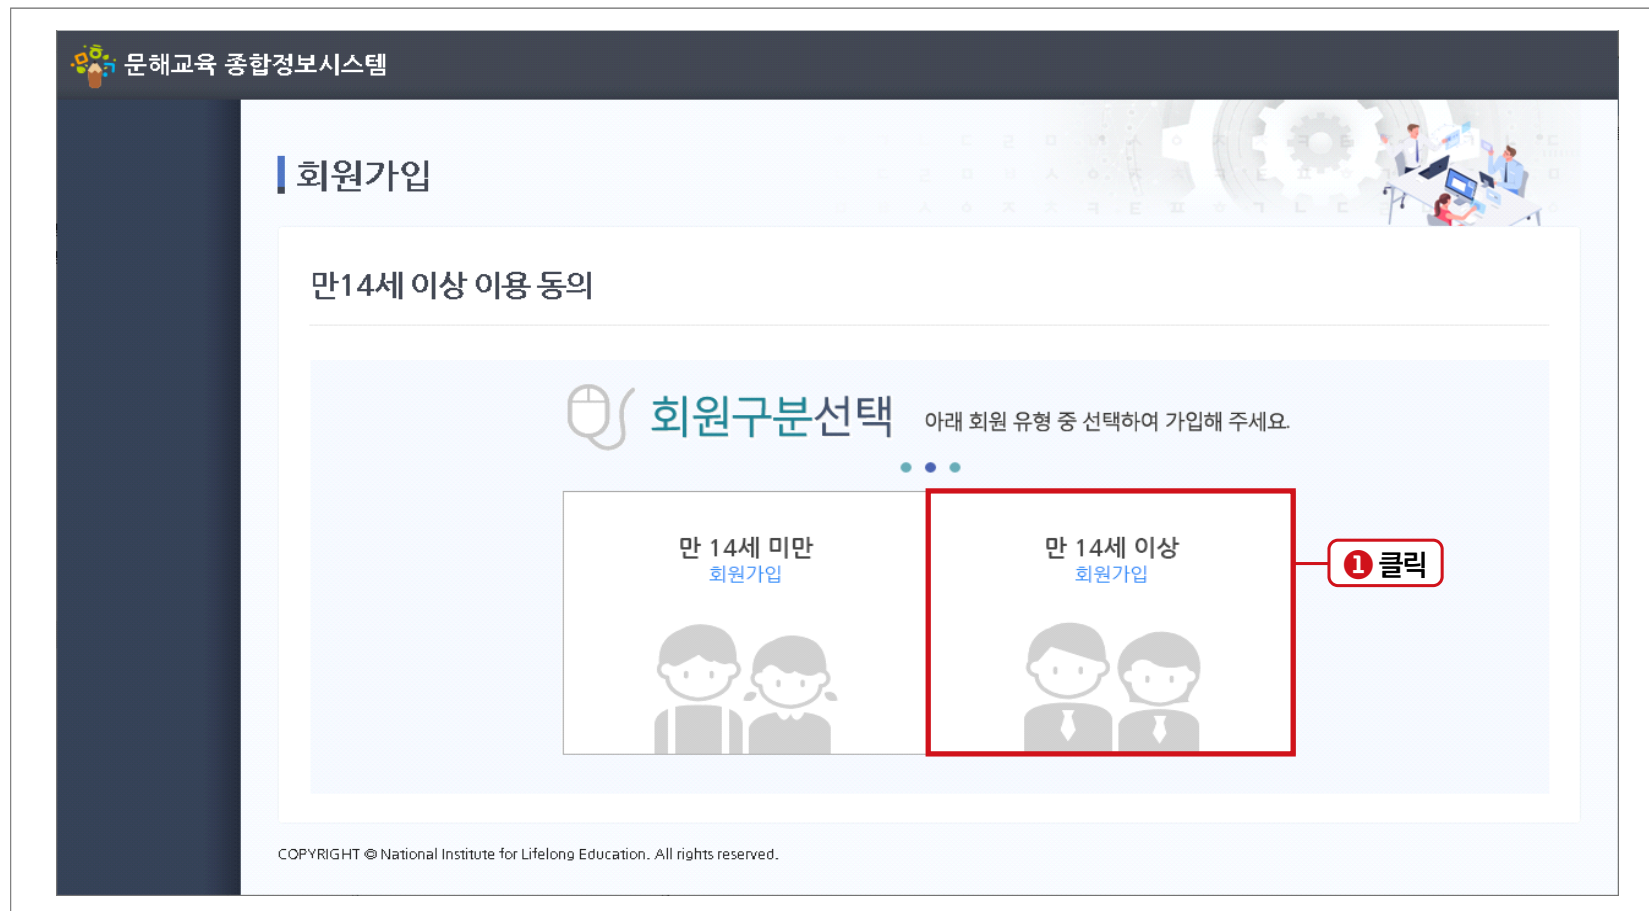 문해교육 종합정보시스템
회원가입
만14세 이상 이용 동의
회원구분선택 아래 회원 유형 중 선택하여 가입해 주세요.
만 14세 미만
회원가입
만 14세 이상
회원가입
1 클릭
COPYRIGHT © National Institute for Lifelong Education. All rights reserved.